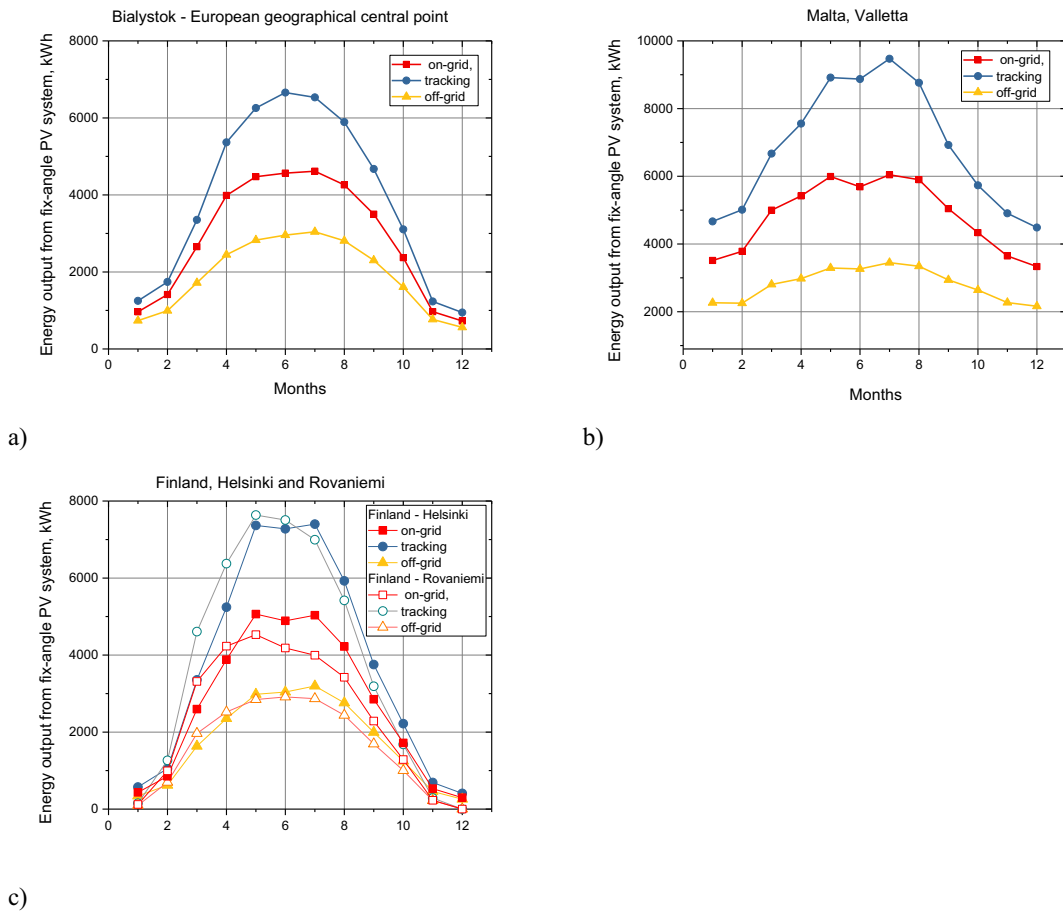 Bialystok - European geographical central point
Energy output from fix-angle PV system, kWh
8000
6000
4000
2000
0
on-grid,
tracking
off-grid
0 2 4 6 8 10 12
Months
a)
Malta, Valletta
Energy output from fix-angle PV system, kWh
10000
8000
6000
4000
2000
on-grid,
tracking
off-grid
0 2 4 6 8 10 12
Months
b)
Finland, Helsinki and Rovaniemi
Energy output from fix-angle PV system, kWh
8000
6000
4000
2000
0
Finland - Helsinki
on-grid
tracking
off-grid
Finland - Rovaniemi
on-grid,
tracking
off-grid
0 2 4 6 8 10 12
Months
c)